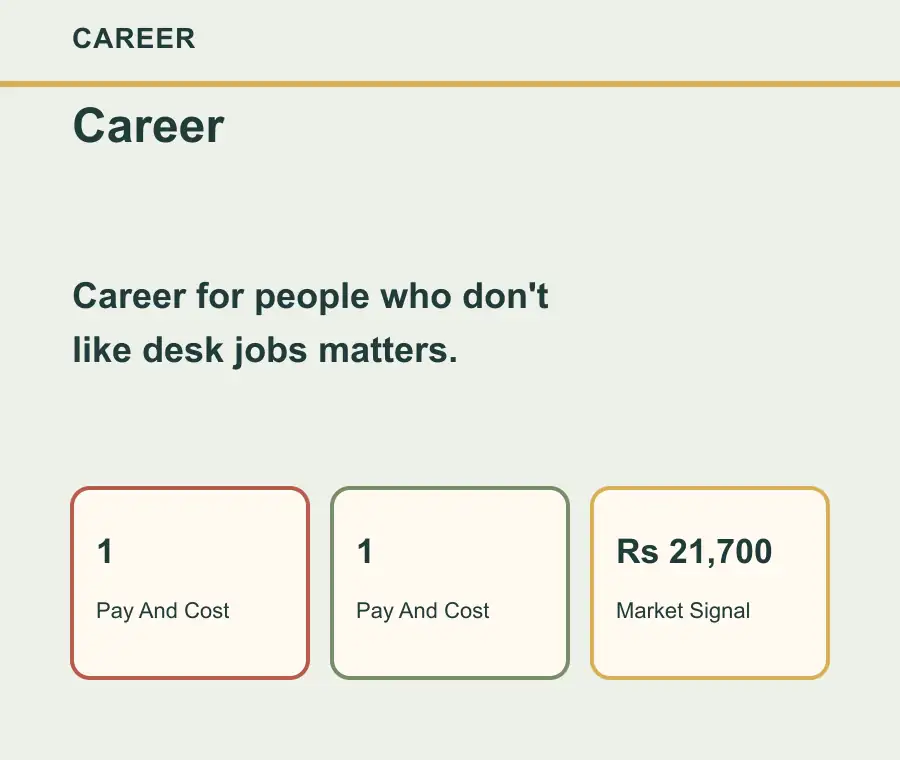 CAREER
Career
Career for people who don't
like desk jobs matters.
1
Pay And Cost
1
Pay And Cost
Rs 21,700
Market Signal